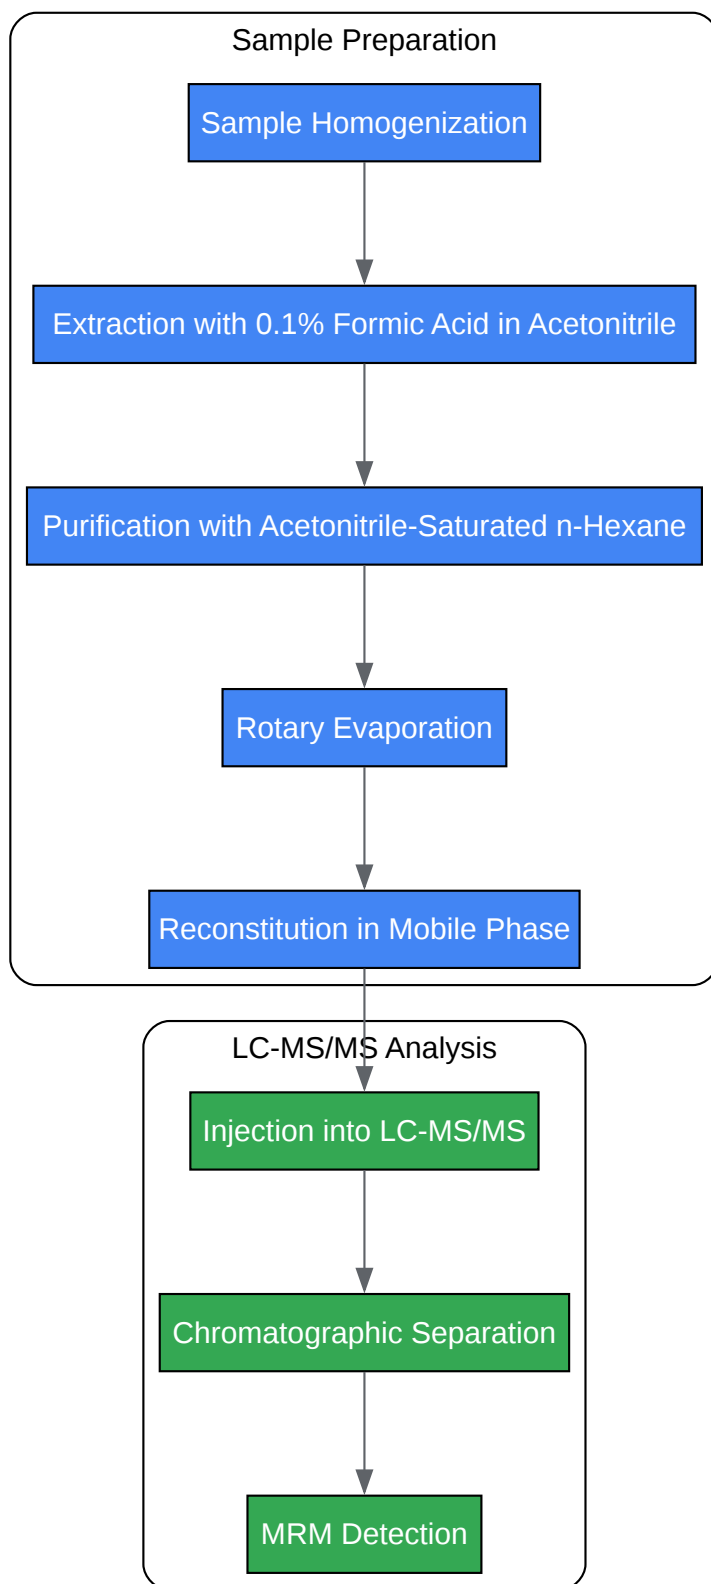 Sample Preparation
Sample Homogenization
Extraction with 0.1% Formic Acid in Acetonitrile
Purification with Acetonitrile-Saturated n-Hexane
Rotary Evaporation
Reconstitution in Mobile Phase
LC-MS/MS Analysis
Injection into LC-MS/MS
Chromatographic Separation
MRM Detection